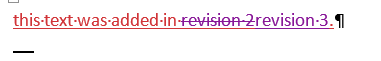 this text was added in revision 2revision 3.¶